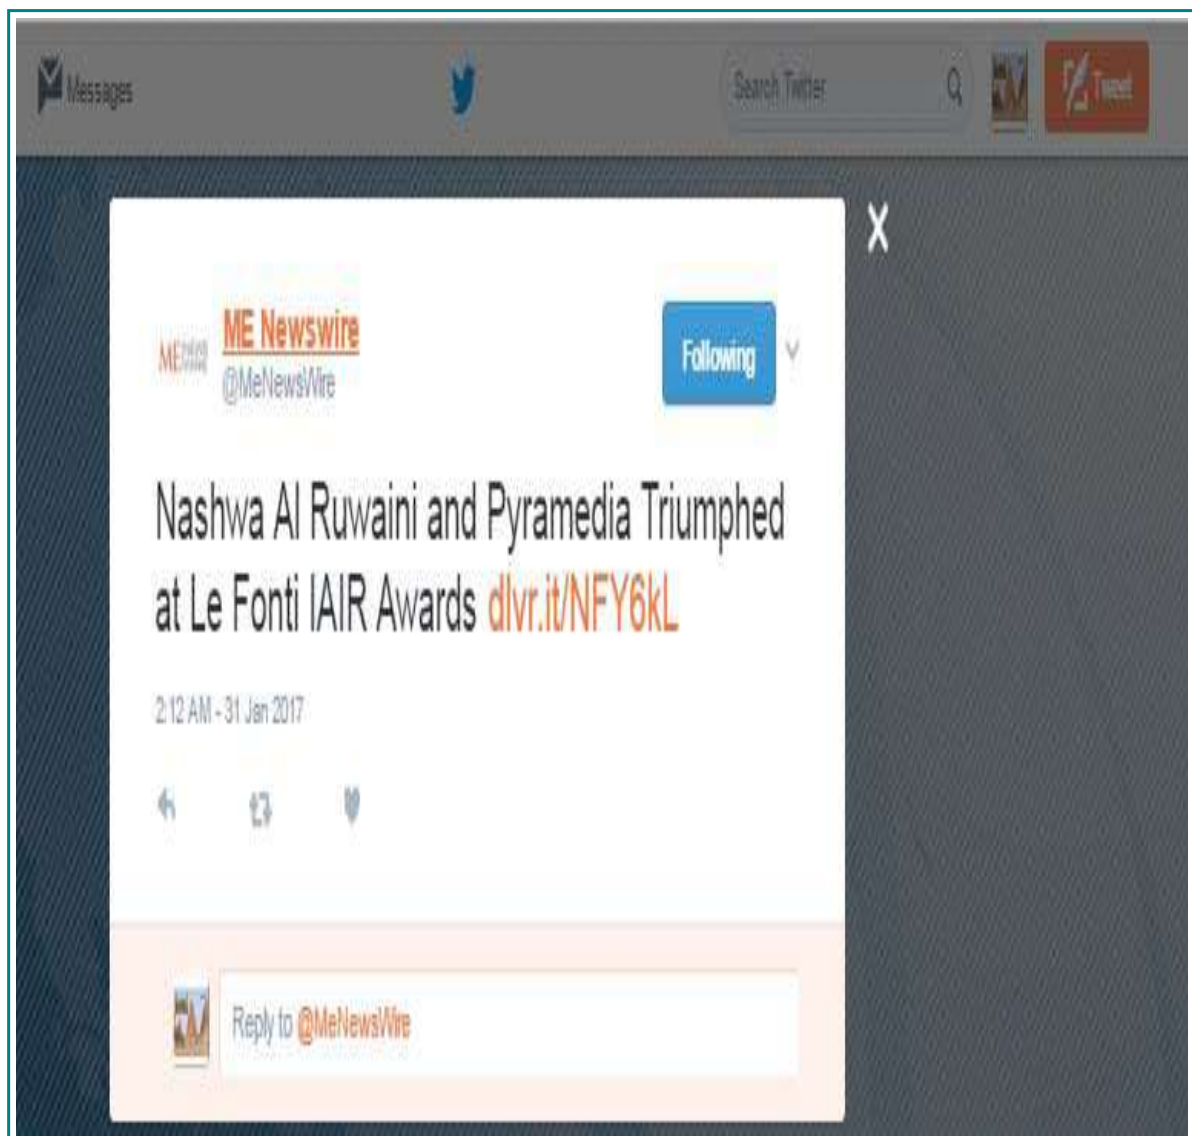 Messages
Search Twitter
Tweet
ME Newswire
@MeNewsWire
Following
Nashwa Al Ruwaini and Pyramedia Triumphed
at Le Fonti IAIR Awards dlvr.it/NFY6kL
2:12 AM - 31 Jan 2017
Reply to @MeNewsWire